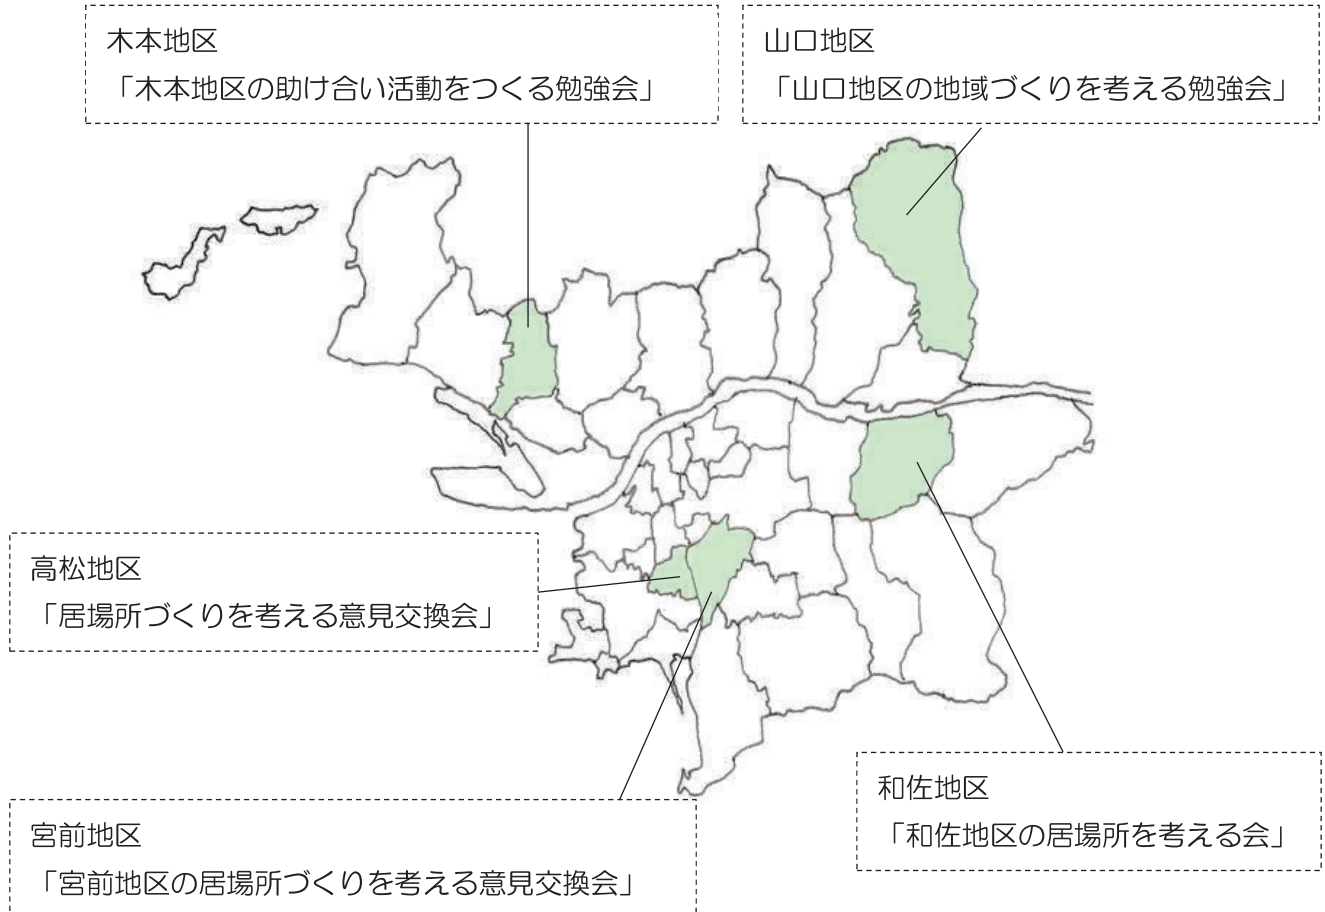 木本地区
「木本地区の助け合い活動をつくる勉強会」
山口地区
「山口地区の地域づくりを考える勉強会」
高松地区
「居場所づくりを考える意見交換会」
和佐地区
「和佐地区の居場所を考える会」
宮前地区
「宮前地区の居場所づくりを考える意見交換会」